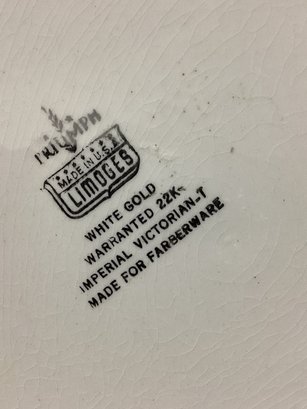 TRIUMPH
MADE IN U.S.A.
LIMOGES
WHITE GOLD
WARRANTED 22K-
IMPERIAL VICTORIAN-T
MADE FOR FARBERWARE